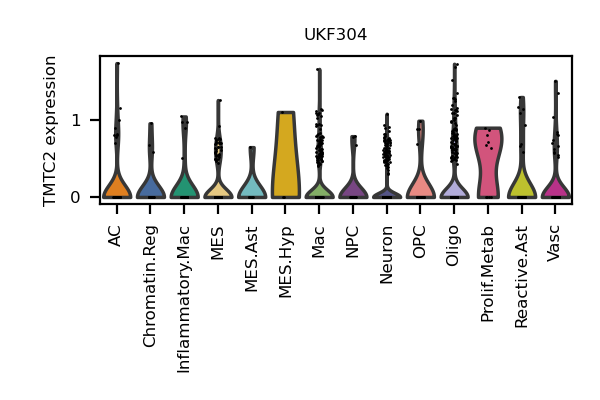 UKF304
TMTC2 expression
1
0
AC
Chromatin.Reg
Inflammatory.Mac
MES
MES.Ast
MES.Hyp
Mac
NPC
Neuron
OPC
Oligo
Prolif.Metab
Reactive.Ast
Vasc